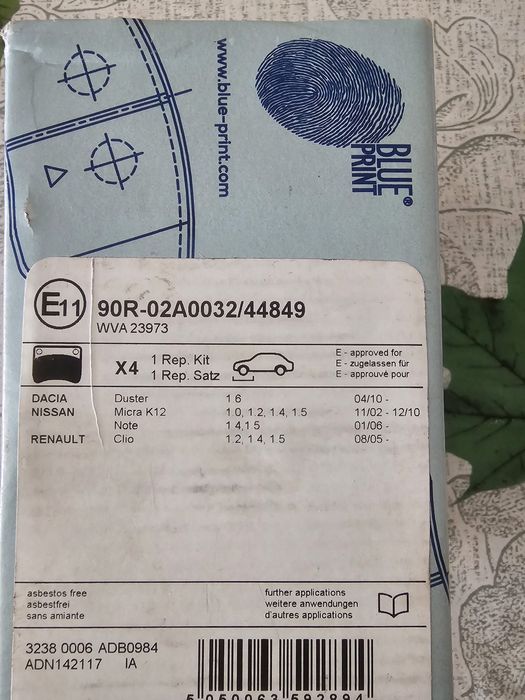 www.blue-print.com
BLUE
PRINT®
E11
90R-02A0032/44849
WVA 23973
X4
1 Rep. Kit
1 Rep. Satz
E - approved for
E - zugelassen für
E - approuvé pour
DACIA Duster 1 6 04/10 -
NISSAN Micra K12 1 0, 1.2, 1 4, 1 5 11/02 - 12/10
Note 1 4,1 5 01/06 -
RENAULT Clio 1.2, 1 4, 1.5 08/05 -
asbestos free
asbestfrei
sans amiante
further applications
weitere anwendungen
d'autres applications
3238 0006 ADB0984
ADN142117 IA
5 050063 592894